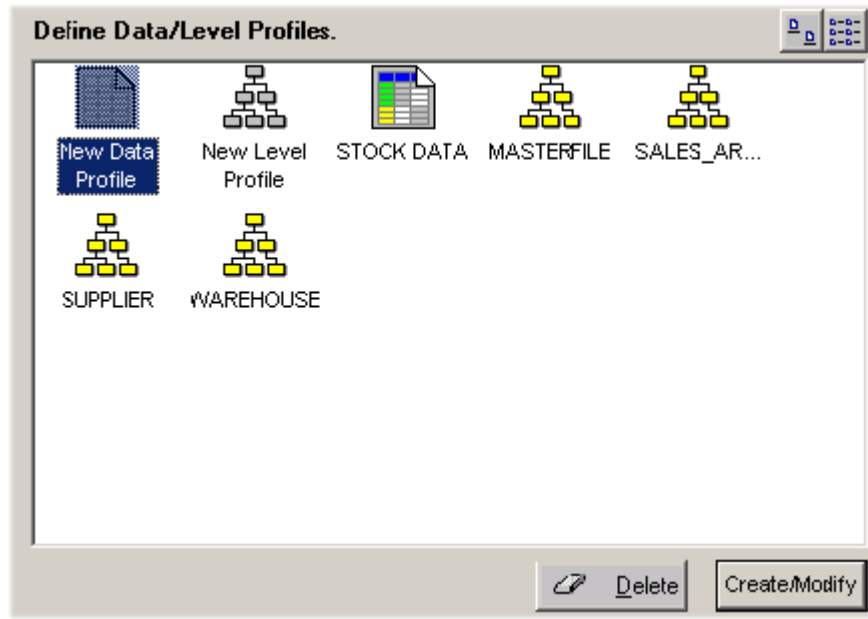 Define Data/Level Profiles.
New Data Profile
New Level Profile
STOCK DATA
MASTERFILE
SALES_AR...
SUPPLIER
WAREHOUSE
Delete
Create/Modify